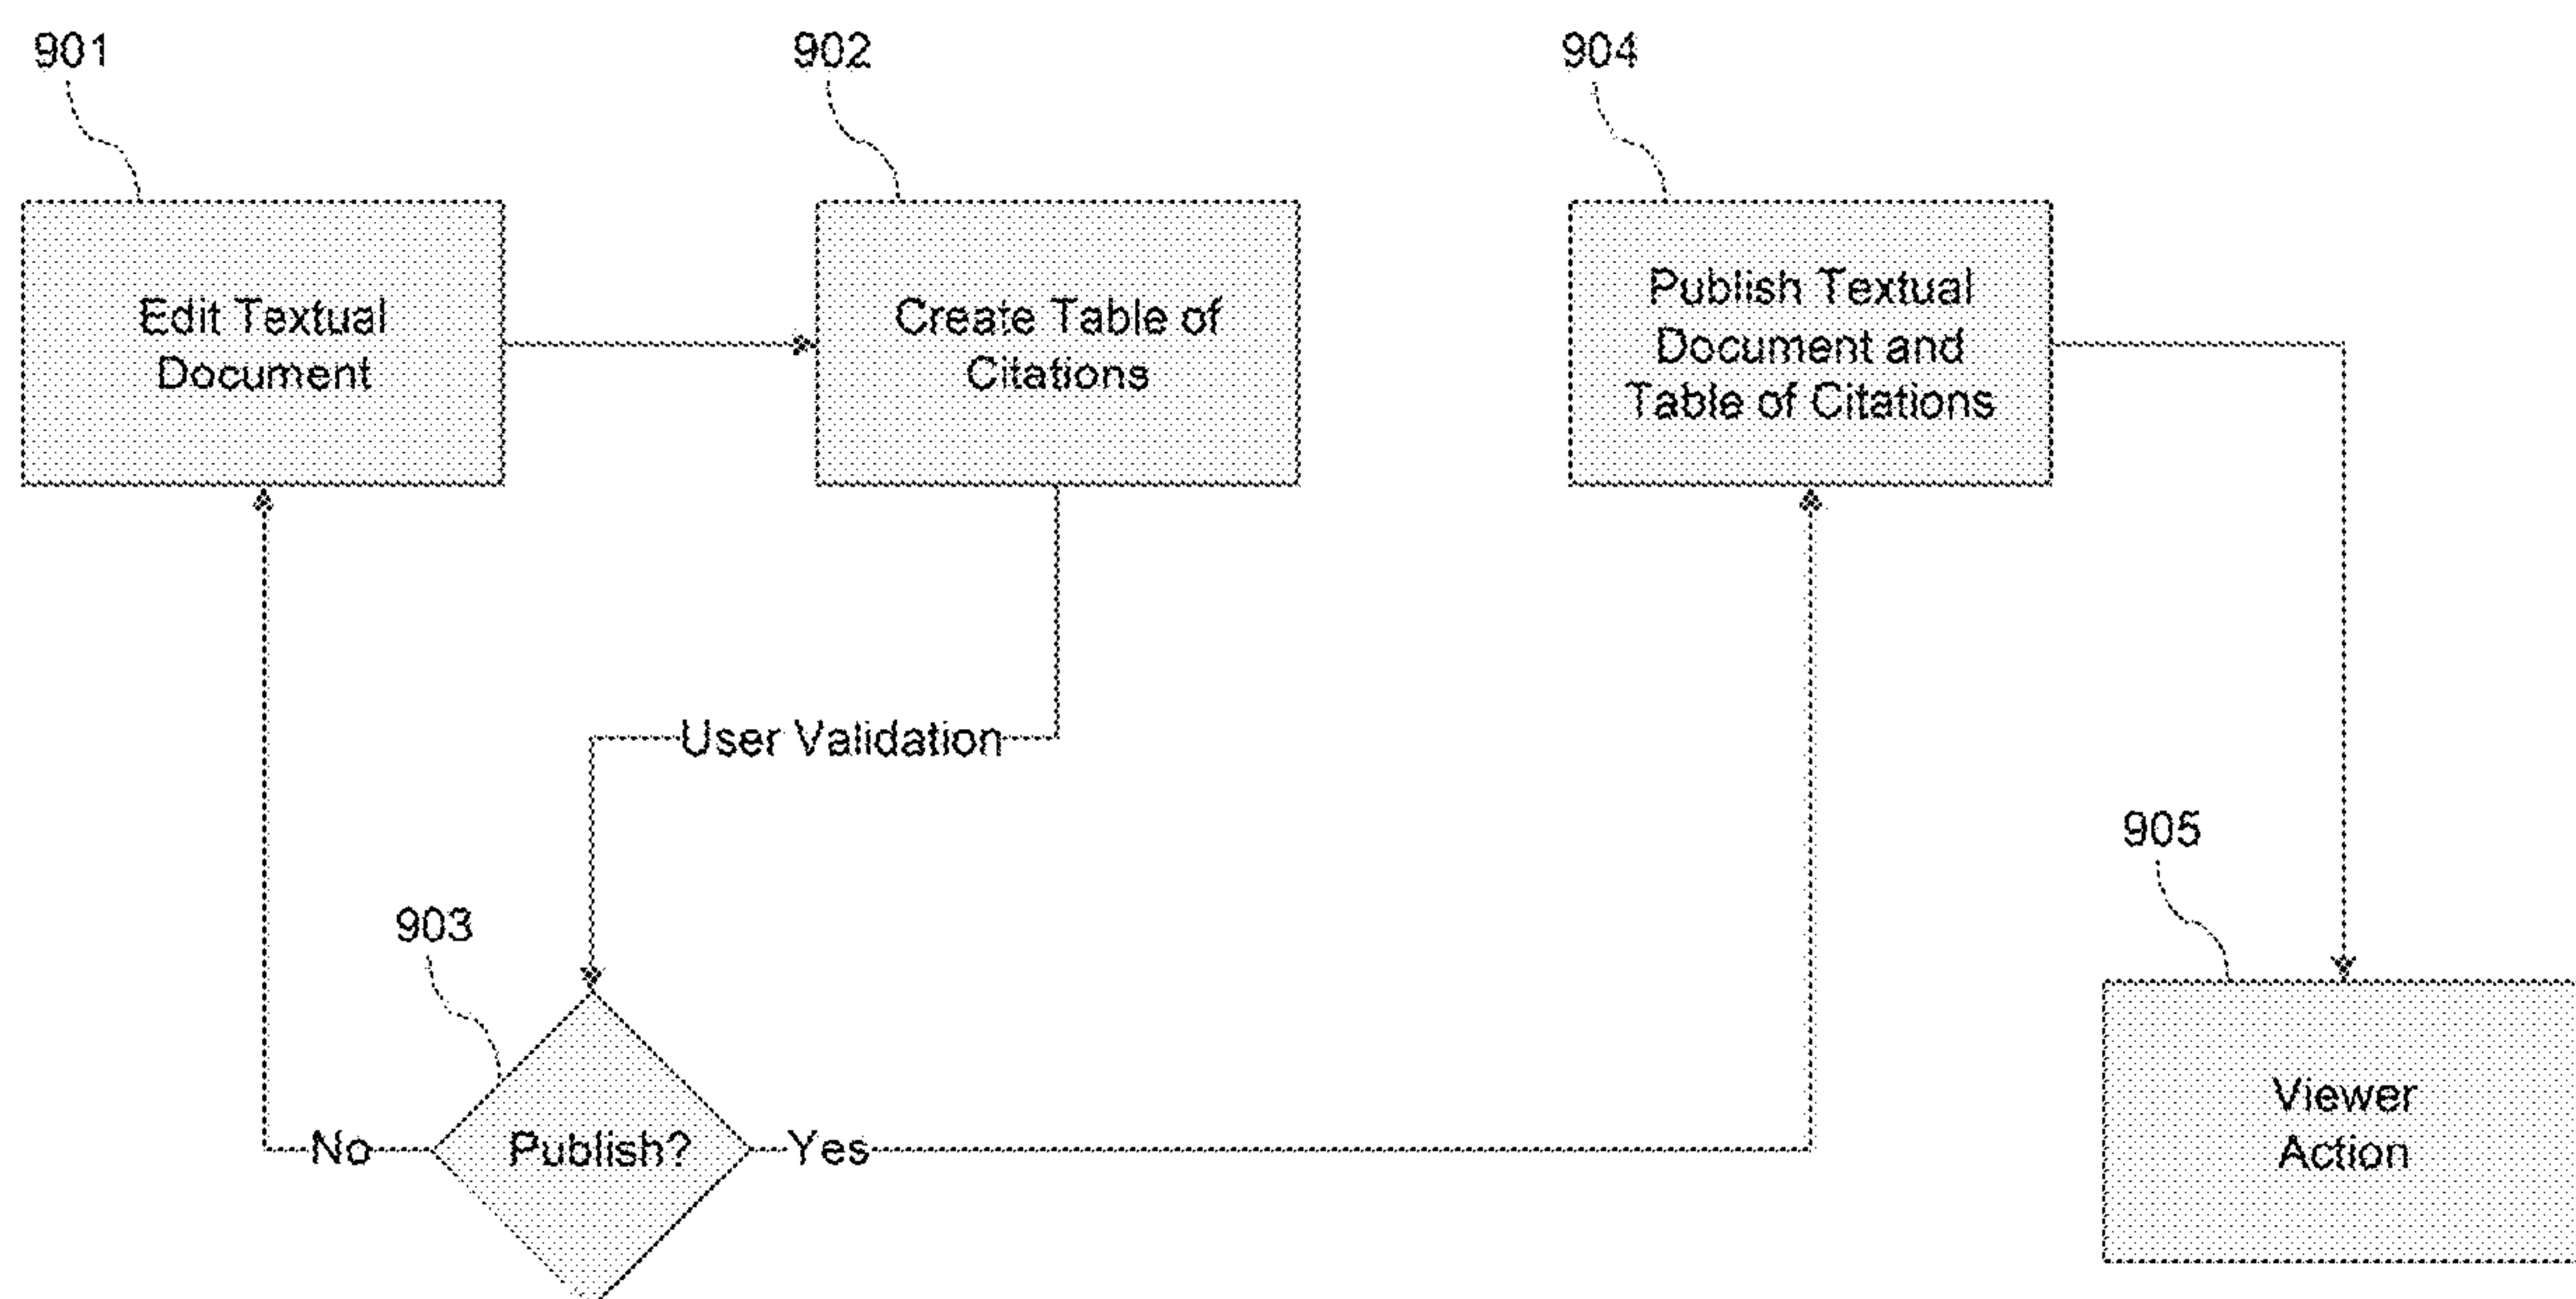 901
902
904
Edit Textual
Document
Create Table of
Citations
Publish Textual
Document and
Table of Citations
User Validation
905
903
No
Publish?
Yes
Viewer
Action